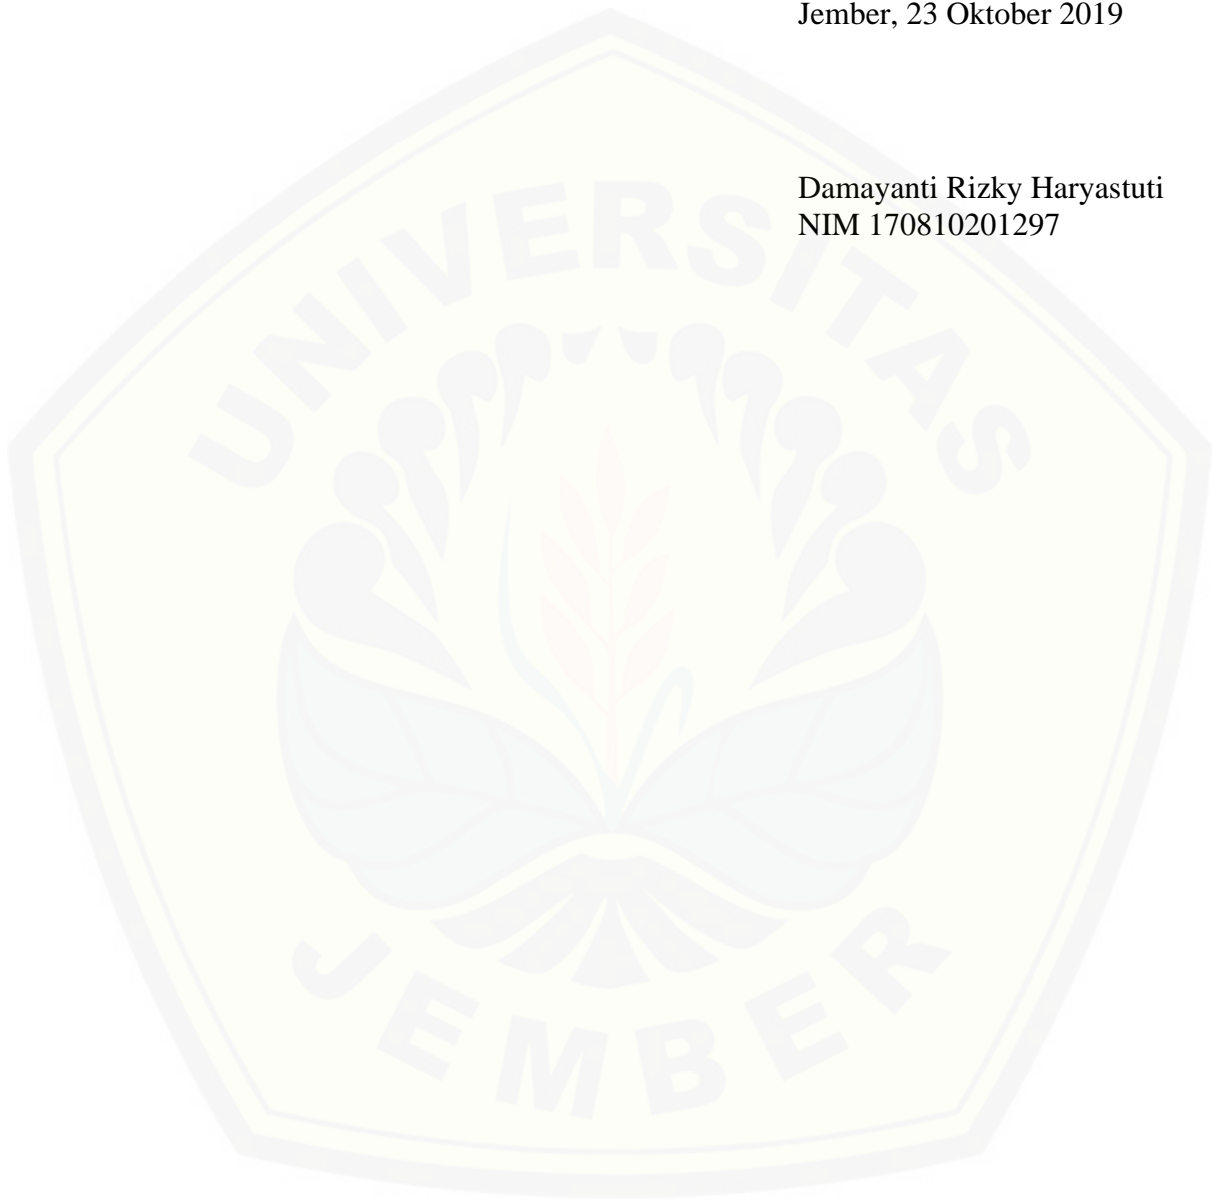 Jember, 23 Oktober 2019
Damayanti Rizky Haryastuti
NIM 170810201297
UNIVERSITAS
JEMBER